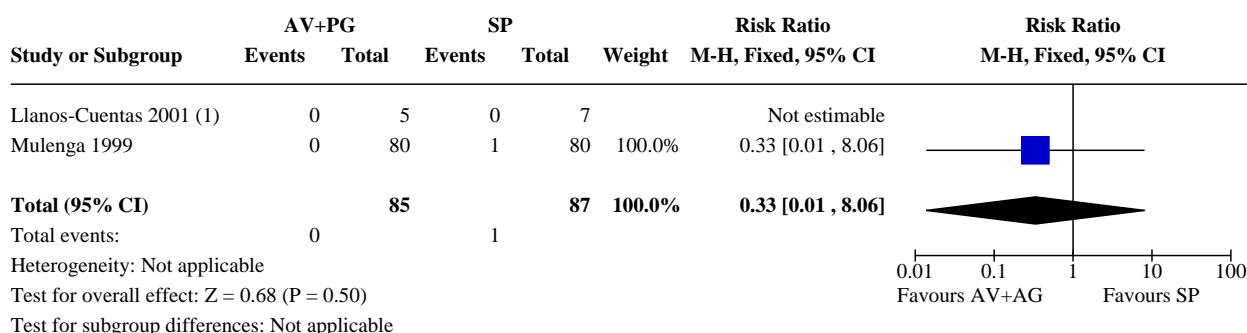 AV+PG SP Risk Ratio Risk Ratio
Study or Subgroup Events Total Events Total Weight M-H, Fixed, 95% CI M-H, Fixed, 95% CI
Llanos-Cuentas 2001 (1) 0 5 0 7 Not estimable
Mulenga 1999 0 80 1 80 100.0% 0.33 [0.01 , 8.06]
Total (95% CI) 85 87 100.0% 0.33 [0.01 , 8.06]
Total events: 0 1
Heterogeneity: Not applicable
Test for overall effect: Z = 0.68 (P = 0.50)
Test for subgroup differences: Not applicable
0.01 0.1 1 10 100
Favours AV+AG Favours SP